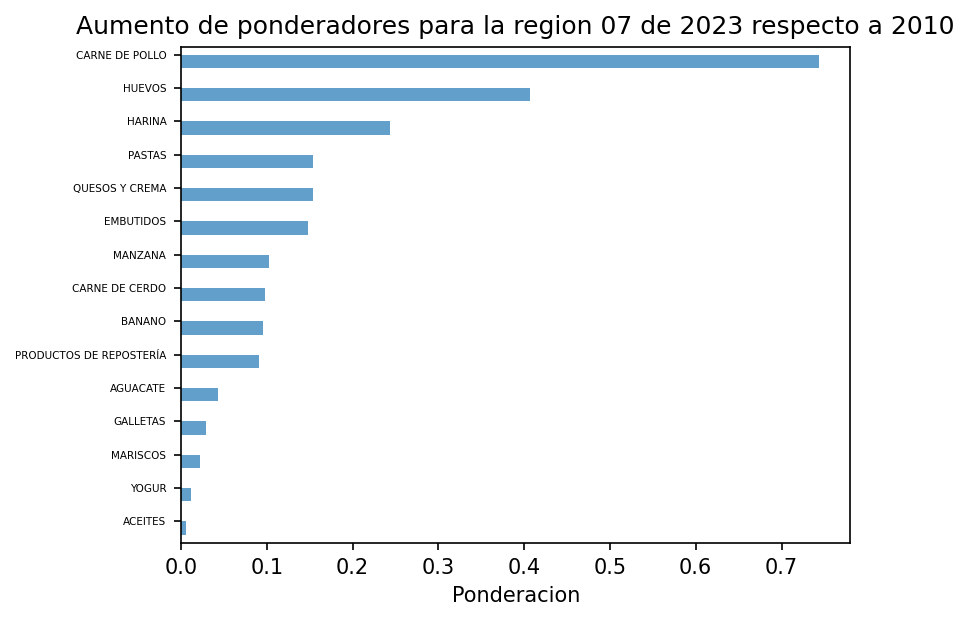 Aumento de ponderadores para la region 07 de 2023 respecto a 2010
CARNE DE POLLO
HUEVOS
HARINA
PASTAS
QUESOS Y CREMA
EMBUTIDOS
MANZANA
CARNE DE CERDO
BANANO
PRODUCTOS DE REPOSTERÍA
AGUACATE
GALLETAS
MARISCOS
YOGUR
ACEITES
0.0 0.1 0.2 0.3 0.4 0.5 0.6 0.7
Ponderacion